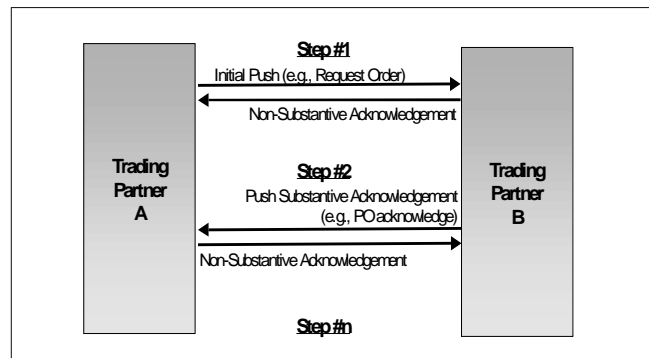 Step #1
Initial Push (e.g., Request Order)
Non-Substantive Acknowledgement
Trading
Partner
A
Step #2
Push Substantive Acknowledgement
(e.g., PO acknowledge)
Non-Substantive Acknowledgement
Trading
Partner
B
Step #n